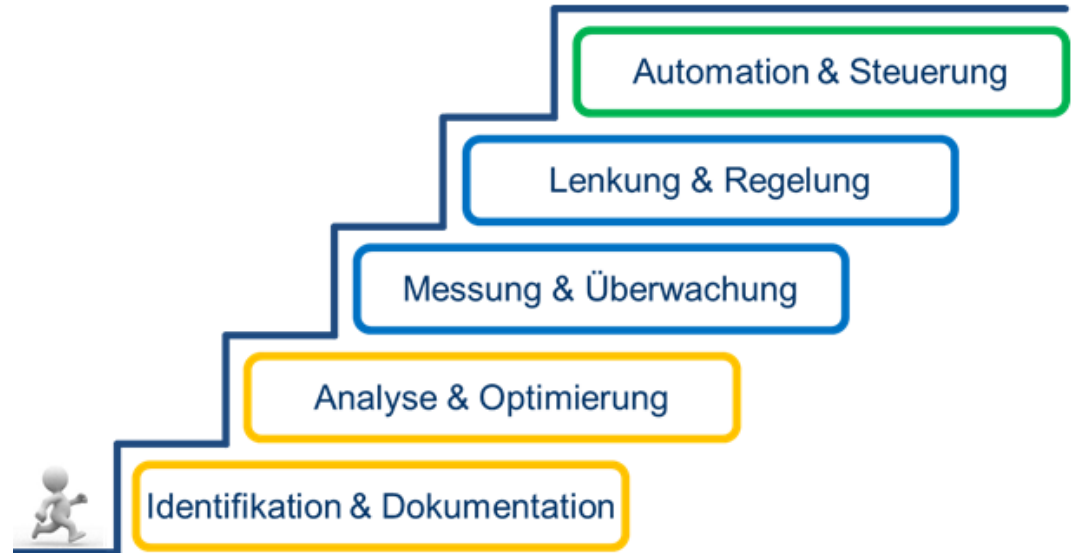 Automation & Steuerung
Lenkung & Regelung
Messung & Überwachung
Analyse & Optimierung
Identifikation & Dokumentation